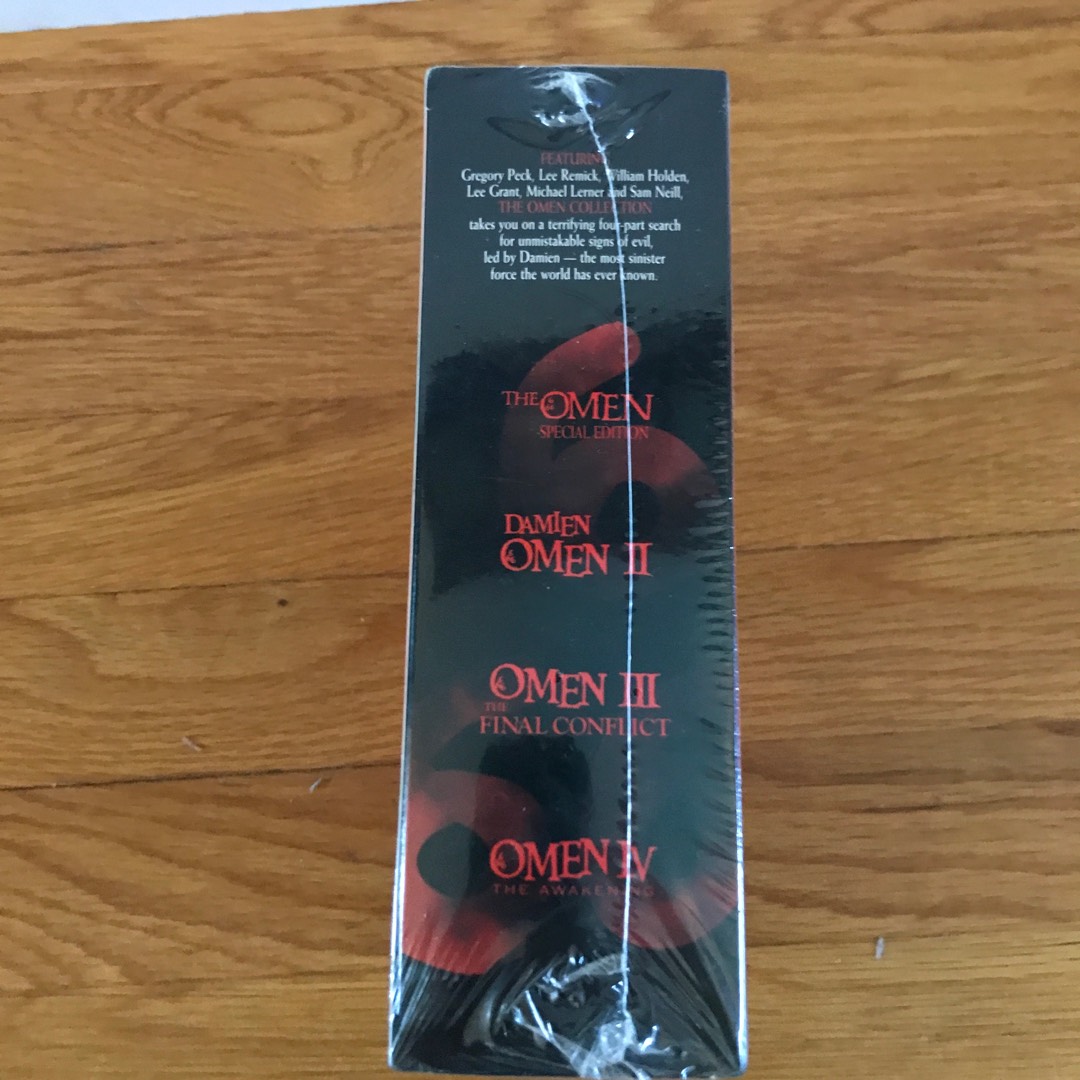 FEATURING
Gregory Peck, Lee Remick, William Holden,
Lee Grant, Michael Lerner and Sam Neill,
THE OMEN COLLECTION
takes you on a terrifying four-part search
for unmistakable signs of evil,
led by Damien — the most sinister
force the world has ever known.
THE OMEN
SPECIAL EDITION
DAMIEN
OMEN II
OMEN III
THE
FINAL CONFLICT
OMEN IV
THE AWAKENING